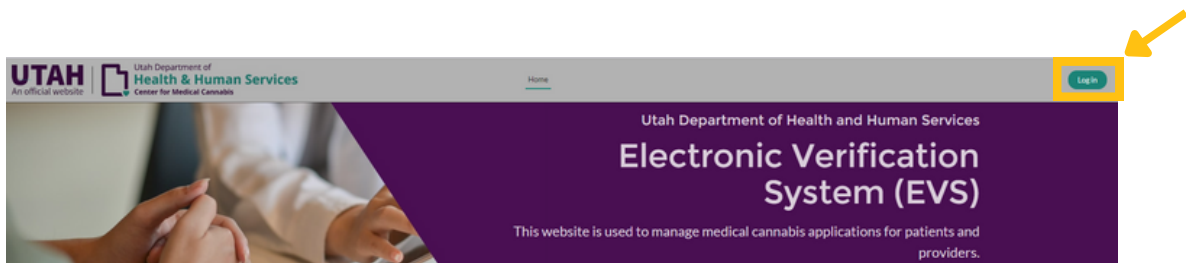 UTAH
An official website
Utah Department of
Health & Human Services
Center for Medical Cannabis
Home
Log in
Utah Department of Health and Human Services
Electronic Verification
System (EVS)
This website is used to manage medical cannabis applications for patients and
providers.